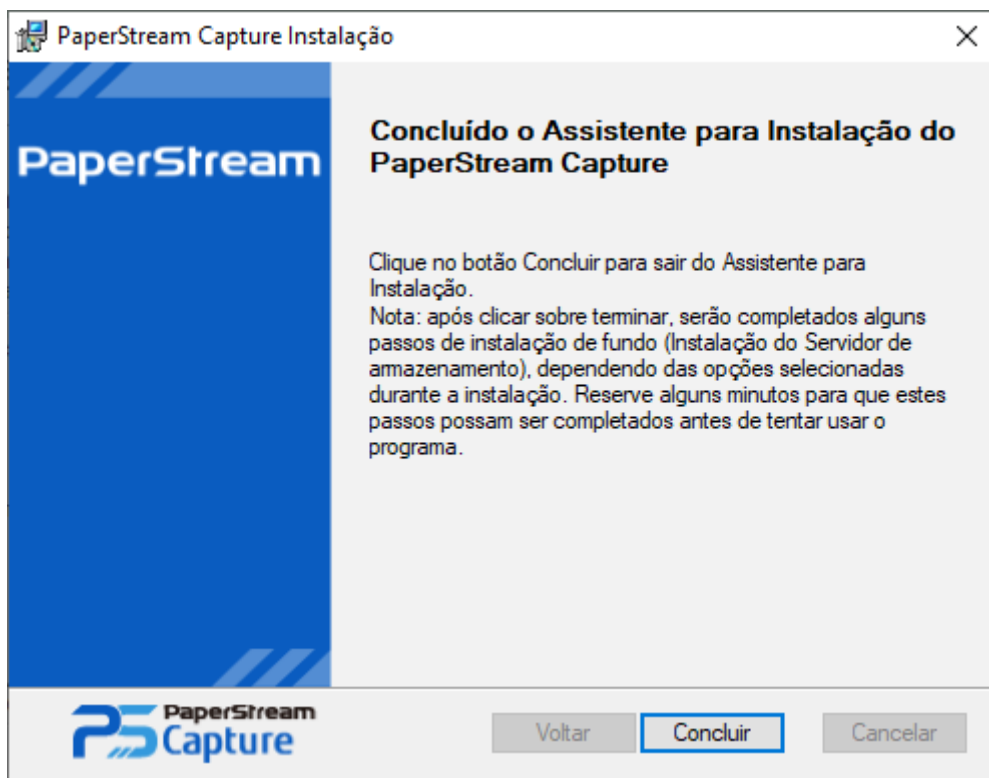 PaperStream Capture Instalação
PaperStream
Concluído o Assistente para Instalação do
PaperStream Capture
Clique no botão Concluir para sair do Assistente para
Instalação.
Nota: após clicar sobre terminar, serão completados alguns
passos de instalação de fundo (Instalação do Servidor de
armazenamento), dependendo das opções selecionadas
durante a instalação. Reserve alguns minutos para que estes
passos possam ser completados antes de tentar usar o
programa.
PS PaperStream
Capture
Voltar
Concluir
Cancelar